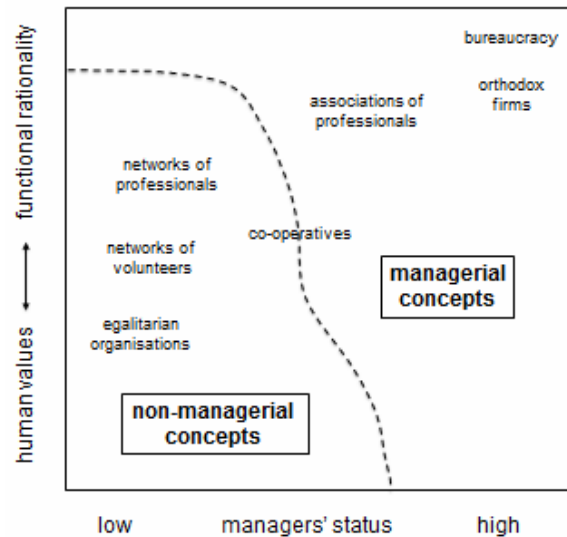 bureaucracy
orthodox
firms
associations of
professionals
networks of
professionals
co-operatives
networks of
volunteers
managerial
concepts
egalitarian
organisations
non-managerial
concepts
human values
functional rationality
low
managers' status
high